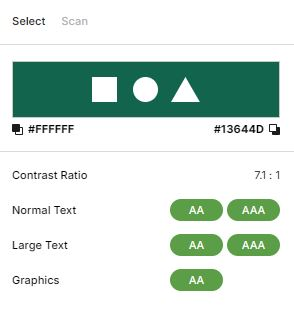 Select Scan
#FFFFFF #13644D
Contrast Ratio 7.1 : 1
Normal Text AA AAA
Large Text AA AAA
Graphics AA